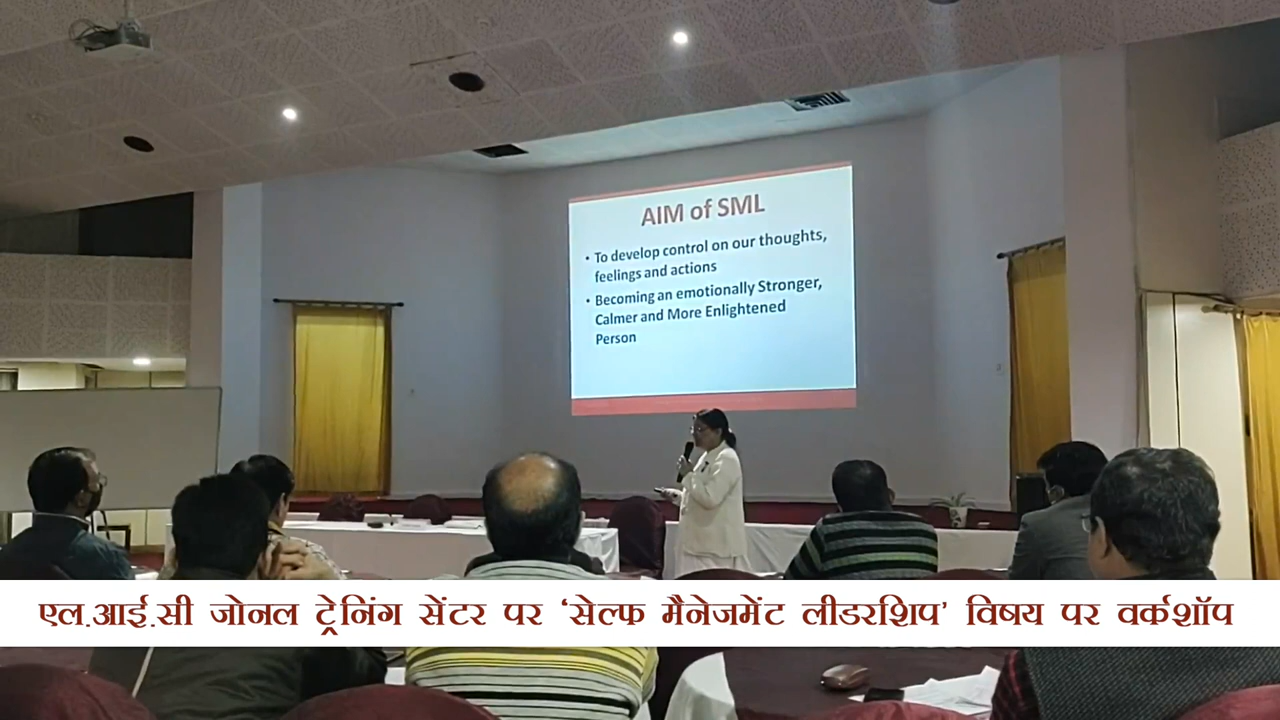 AIM of SML
• To develop control on our thoughts,
feelings and actions
• Becoming an emotionally Stronger,
Calmer and More Enlightened
Person
एल.आई.सी जोनल ट्रेनिंग सेंटर पर ‘सेल्फ मैनेजमेंट लीडरशिप’ विषय पर वर्कशॉप